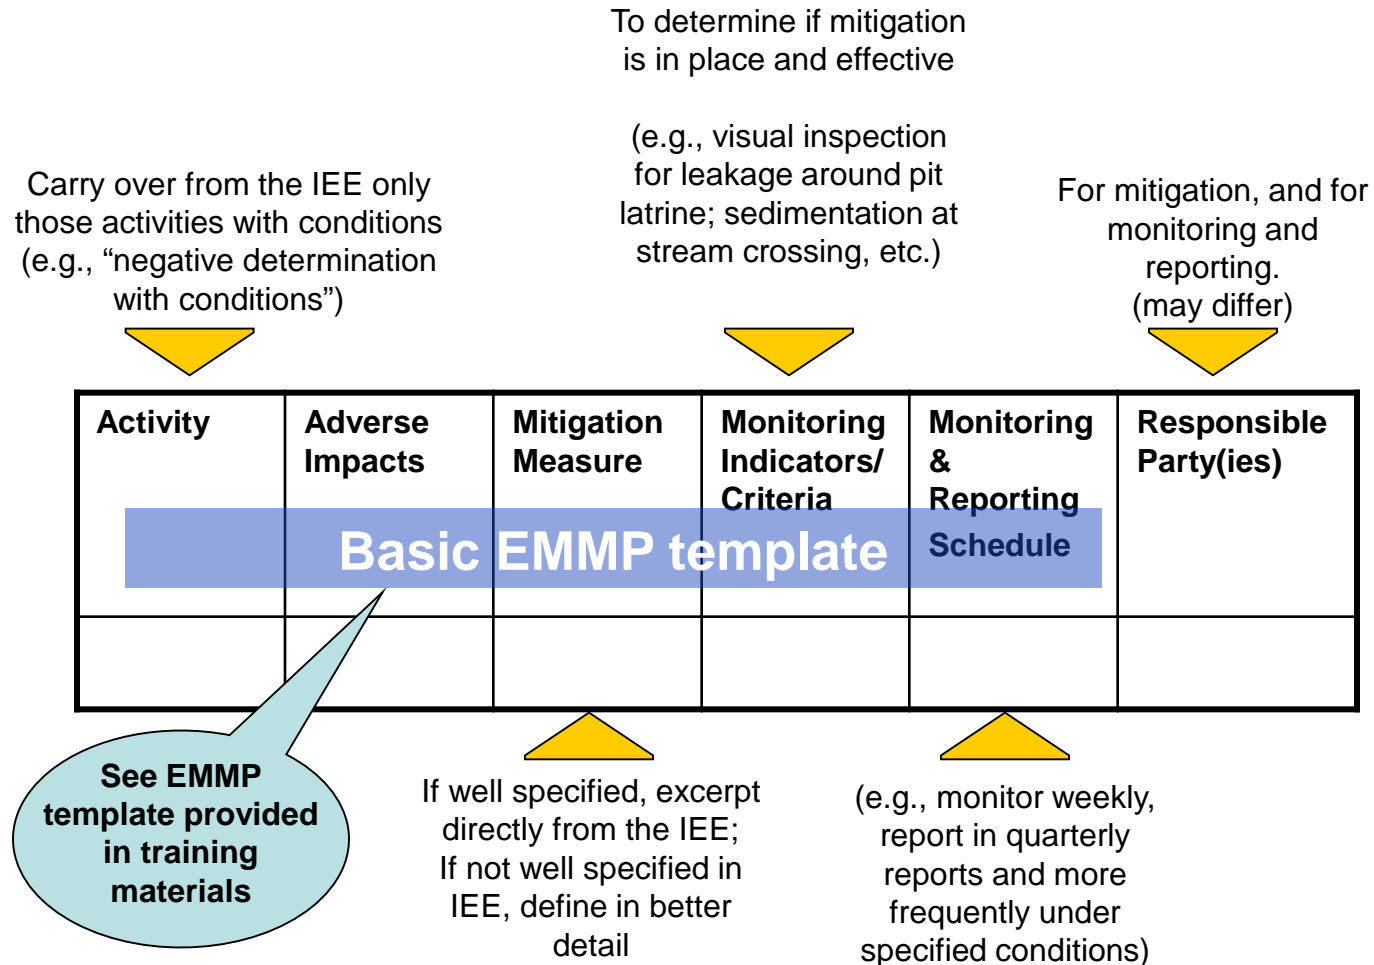 To determine if mitigation
is in place and effective
(e.g., visual inspection
for leakage around pit
latrine; sedimentation at
stream crossing, etc.)
Carry over from the IEE only
those activities with conditions
(e.g., “negative determination
with conditions”)
For mitigation, and for
monitoring and
reporting.
(may differ)
Activity
Adverse
Impacts
Mitigation
Measure
Monitoring
Indicators/
Criteria
Monitoring
&
Reporting
Schedule
Responsible
Party(ies)
Basic EMMP template
See EMMP
template provided
in training
materials
If well specified, excerpt
directly from the IEE;
If not well specified in
IEE, define in better
detail
(e.g., monitor weekly,
report in quarterly
reports and more
frequently under
specified conditions)